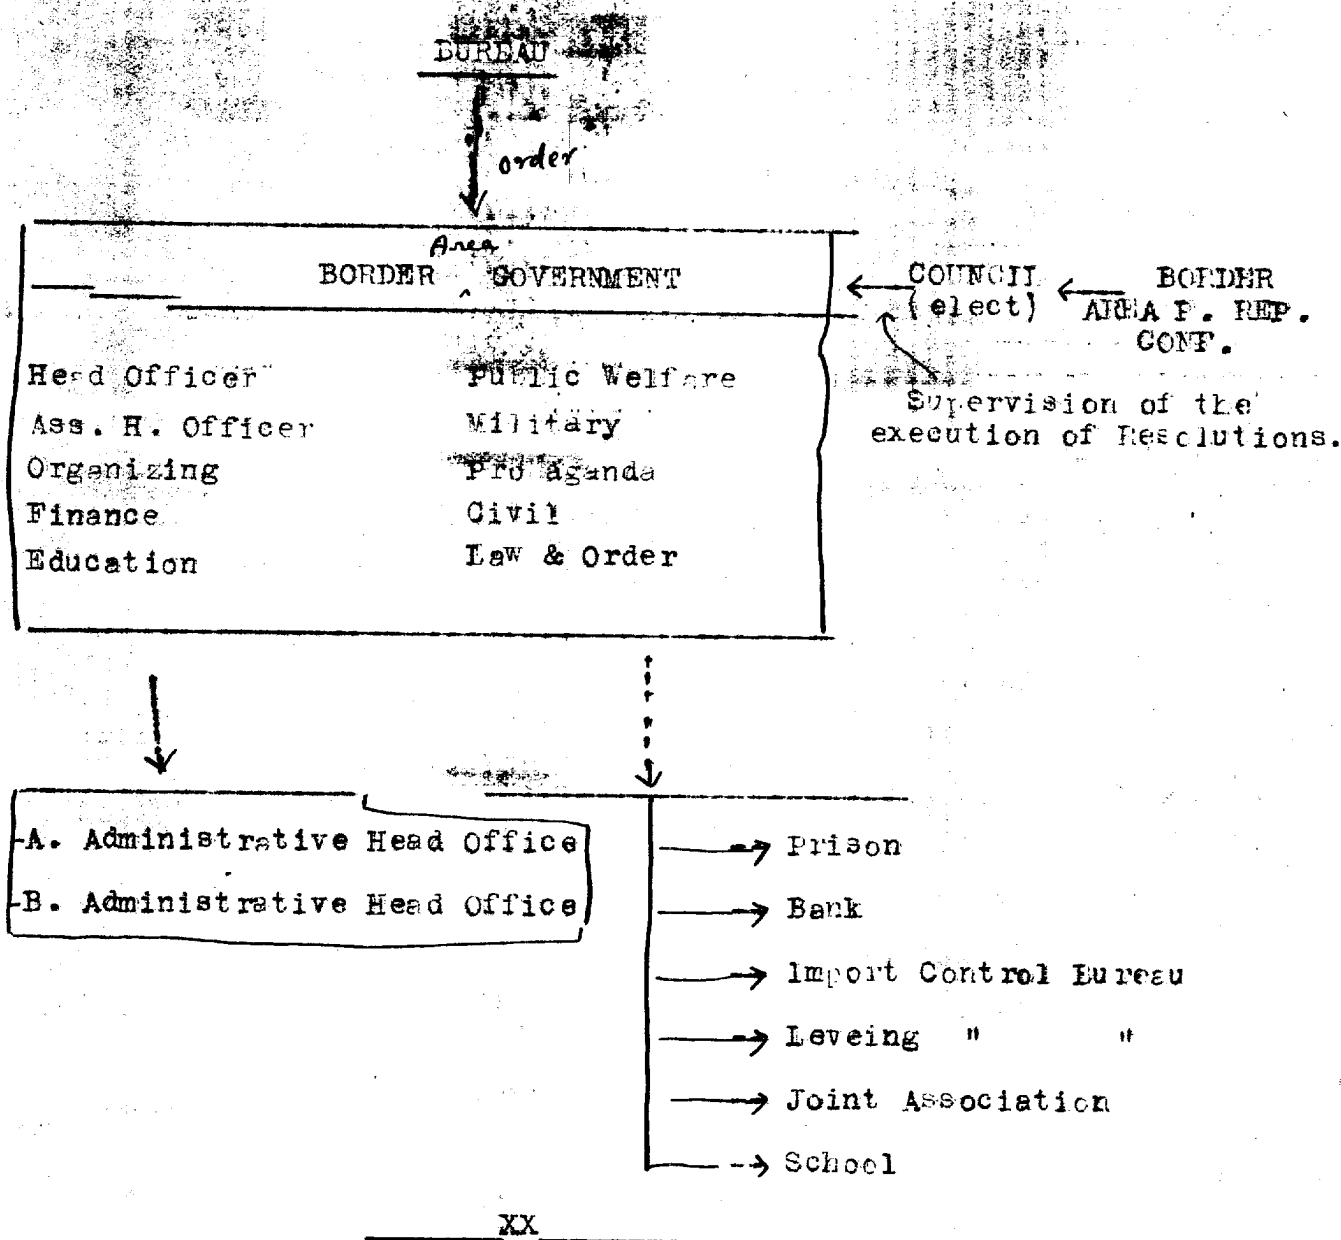 BUREAU
order
Area
BORDER ‸ GOVERNMENT
COUNCIL
(elect)
BORDER
AREA P. REP.
CONF.
Supervision of the
execution of Resolutions.
Head Officer
Ass. H. Officer
Organizing
Finance
Education
Public Welfare
Military
Pro aganda
Civil
Law & Order
A. Administrative Head Office
B. Administrative Head Office
Prison
Bank
Import Control Bureau
Leveing " "
Joint Association
School
XX